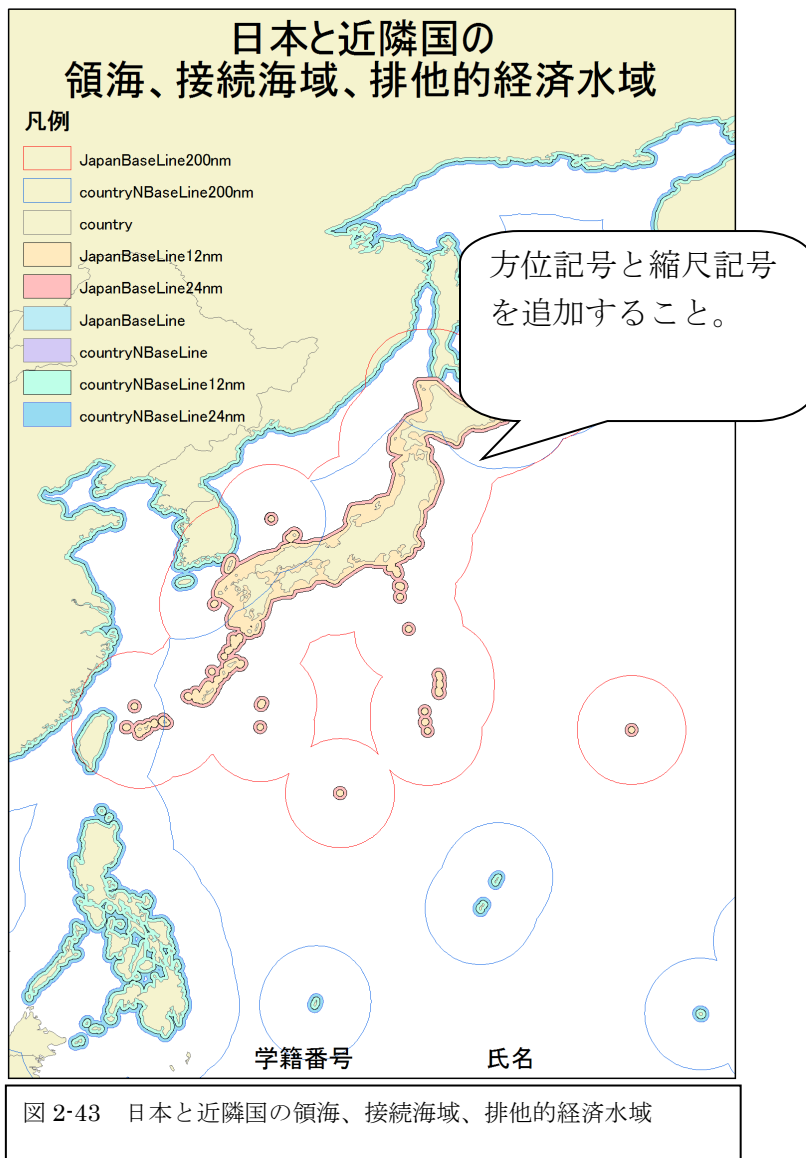 日本と近隣国の
領海、接続海域、排他的経済水域
凡例
JapanBaseLine200nm
countryNBaseLine200nm
country
JapanBaseLine12nm
JapanBaseLine24nm
JapanBaseLine
countryNBaseLine
countryNBaseLine12nm
countryNBaseLine24nm
方位記号と縮尺記号
を追加すること。
学籍番号 氏名
図 2-43 日本と近隣国の領海、接続海域、排他的経済水域